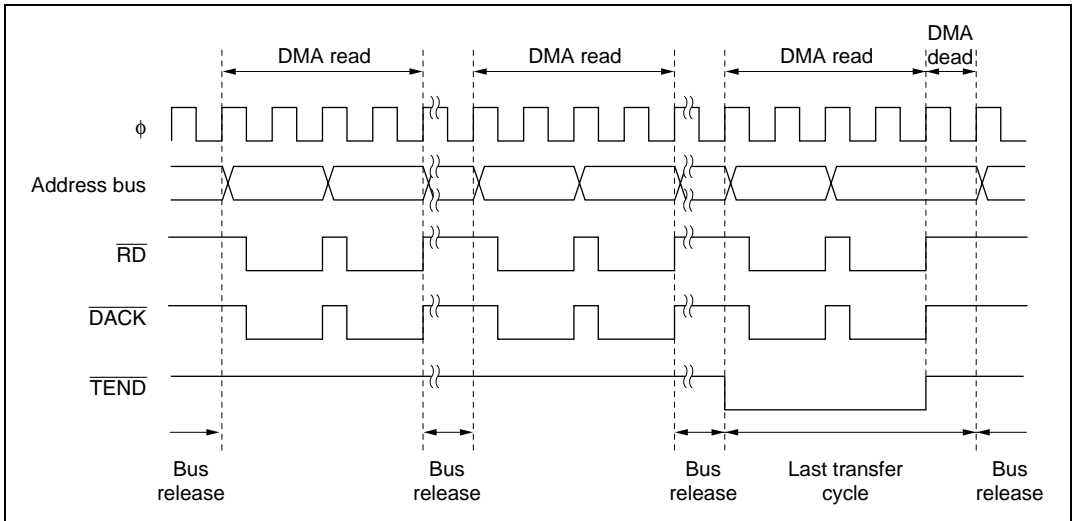 DMA read
DMA read
DMA read
DMA
dead
φ
Address bus
RD
DACK
TEND
Bus
release
Bus
release
Bus
release
Last transfer
cycle
Bus
release